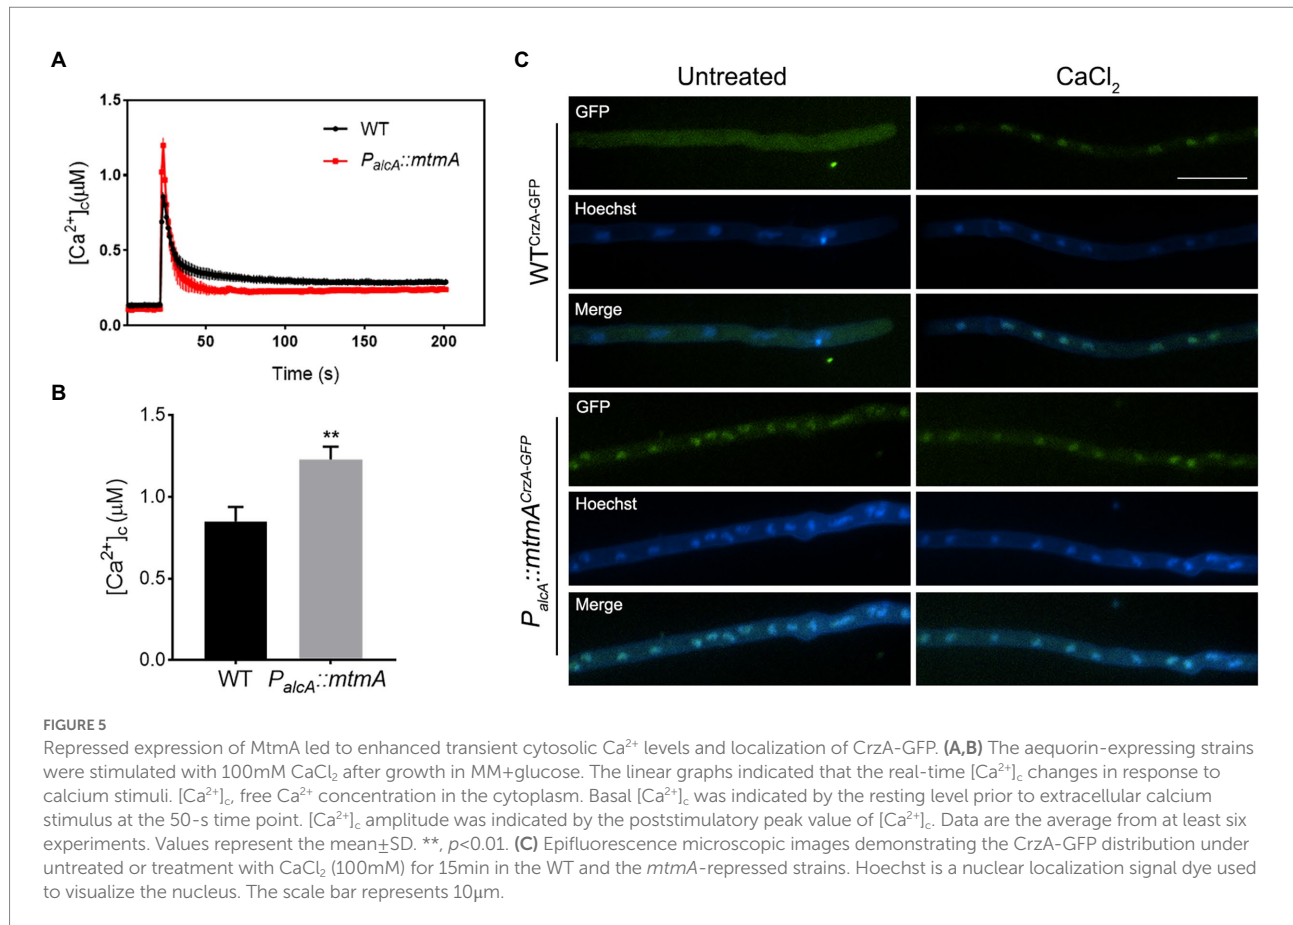 A
1.5
1.0
0.5
0.0
[Ca²⁺]c(μM)
WT
PalcA::mtmA
50
100
150
200
Time (s)
B
1.5
1.0
0.5
0.0
[Ca²⁺]c (μM)
**
WT
PalcA::mtmA
C
Untreated
CaCl₂
WT^CrzA-GFP
GFP
Hoechst
Merge
PalcA::mtmA^CrzA-GFP
GFP
Hoechst
Merge
FIGURE 5
Repressed expression of MtmA led to enhanced transient cytosolic Ca²⁺ levels and localization of CrzA-GFP. (A,B) The aequorin-expressing strains
were stimulated with 100mM CaCl₂ after growth in MM+glucose. The linear graphs indicated that the real-time [Ca²⁺]c changes in response to
calcium stimuli. [Ca²⁺]c, free Ca²⁺ concentration in the cytoplasm. Basal [Ca²⁺]c was indicated by the resting level prior to extracellular calcium
stimulus at the 50-s time point. [Ca²⁺]c amplitude was indicated by the poststimulatory peak value of [Ca²⁺]c. Data are the average from at least six
experiments. Values represent the mean±SD. **, p<0.01. (C) Epifluorescence microscopic images demonstrating the CrzA-GFP distribution under
untreated or treatment with CaCl₂ (100mM) for 15min in the WT and the mtmA-repressed strains. Hoechst is a nuclear localization signal dye used
to visualize the nucleus. The scale bar represents 10μm.